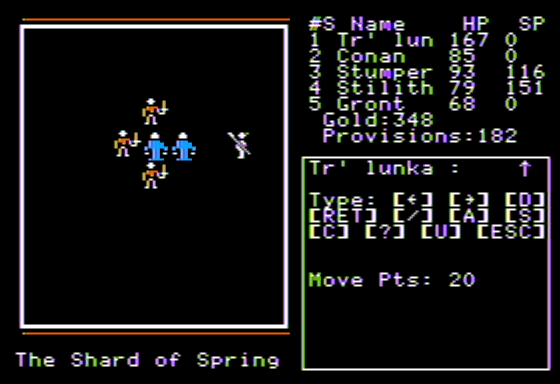 #S Name HP SP
1 Tr' lun 167 0
2 Conan 85 0
3 Stumper 93 116
4 Stilith 79 151
5 Gront 68 0
Gold:348
Provisions:182
Tr' lunka : ↑
Type: [←] [→] [D]
[RET] [/] [A] [S]
[C] [?] [U] [ESC]
Move Pts: 20
The Shard of Spring